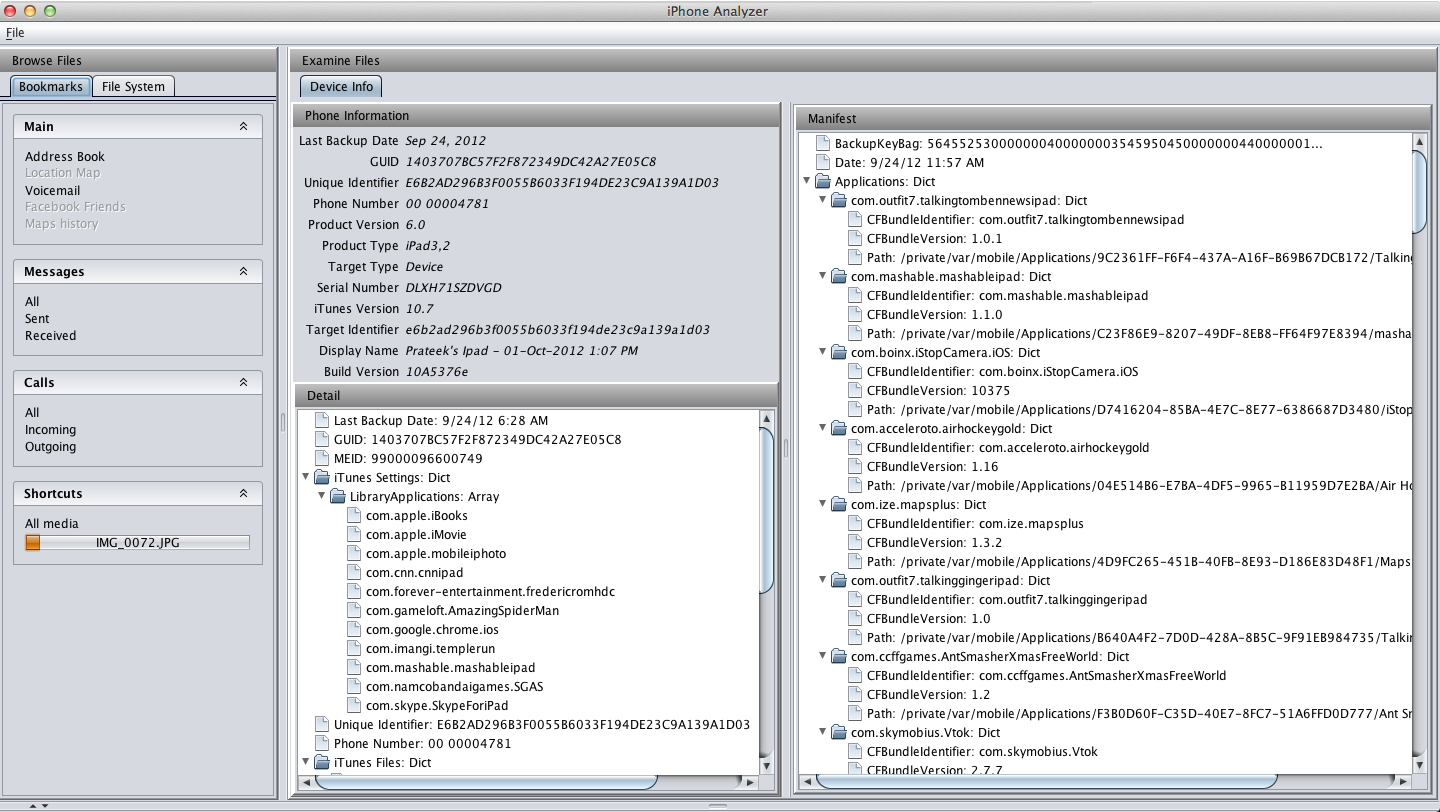 iPhone Analyzer
File
Browse Files
Bookmarks
File System
Main
Address Book
Location Map
Voicemail
Facebook Friends
Maps history
Messages
All
Sent
Received
Calls
All
Incoming
Outgoing
Shortcuts
All media
IMG_0072.JPG
Examine Files
Device Info
Phone Information
Last Backup Date Sep 24, 2012
GUID 1403707BC57F2F872349DC42A27E05C8
Unique Identifier E6B2AD296B3F0055B6033F194DE23C9A139A1D03
Phone Number 00 00004781
Product Version 6.0
Product Type iPad3,2
Target Type Device
Serial Number DLXH71SZDVGD
iTunes Version 10.7
Target Identifier e6b2ad296b3f0055b6033f194de23c9a139a1d03
Display Name Prateek's Ipad - 01-Oct-2012 1:07 PM
Build Version 10A5376e
Detail
Last Backup Date: 9/24/12 6:28 AM
GUID: 1403707BC57F2F872349DC42A27E05C8
MEID: 99000096600749
iTunes Settings: Dict
LibraryApplications: Array
com.apple.iBooks
com.apple.iMovie
com.apple.mobileiphoto
com.cnn.cnnipad
com.forever-entertainment.fredericromhdc
com.gameloft.AmazingSpiderMan
com.google.chrome.ios
com.imangi.templerun
com.mashable.mashableipad
com.namcobandaigames.SGAS
com.skype.SkypeForiPad
Unique Identifier: E6B2AD296B3F0055B6033F194DE23C9A139A1D03
Phone Number: 00 00004781
iTunes Files: Dict
Manifest
BackupKeyBag: 564552530000000400000003545950450000000440000001...
Date: 9/24/12 11:57 AM
Applications: Dict
com.outfit7.talkingtombennewsipad: Dict
CFBundleIdentifier: com.outfit7.talkingtombennewsipad
CFBundleVersion: 1.0.1
Path: /private/var/mobile/Applications/9C2361FF-F6F4-437A-A16F-B69B67DCB172/Talking
com.mashable.mashableipad: Dict
CFBundleIdentifier: com.mashable.mashableipad
CFBundleVersion: 1.1.0
Path: /private/var/mobile/Applications/C23F86E9-8207-49DF-8EB8-FF64F97E8394/masha
com.boinx.iStopCamera.iOS: Dict
CFBundleIdentifier: com.boinx.iStopCamera.iOS
CFBundleVersion: 10375
Path: /private/var/mobile/Applications/D7416204-85BA-4E7C-8E77-6386687D3480/iStop
com.acceleroto.airhockeygold: Dict
CFBundleIdentifier: com.acceleroto.airhockeygold
CFBundleVersion: 1.16
Path: /private/var/mobile/Applications/04E514B6-E7BA-4DF5-9965-B11959D7E2BA/Air Ho
com.ize.mapsplus: Dict
CFBundleIdentifier: com.ize.mapsplus
CFBundleVersion: 1.3.2
Path: /private/var/mobile/Applications/4D9FC265-451B-40FB-8E93-D186E83D48F1/Maps
com.outfit7.talkinggingeripad: Dict
CFBundleIdentifier: com.outfit7.talkinggingeripad
CFBundleVersion: 1.0
Path: /private/var/mobile/Applications/B640A4F2-7D0D-428A-8B5C-9F91EB984735/Talkin
com.ccffgames.AntSmasherXmasFreeWorld: Dict
CFBundleIdentifier: com.ccffgames.AntSmasherXmasFreeWorld
CFBundleVersion: 1.2
Path: /private/var/mobile/Applications/F3B0D60F-C35D-40E7-8FC7-51A6FFD0D777/Ant Sr
com.skymobius.Vtok: Dict
CFBundleIdentifier: com.skymobius.Vtok
CFBundleVersion: 2.7.7